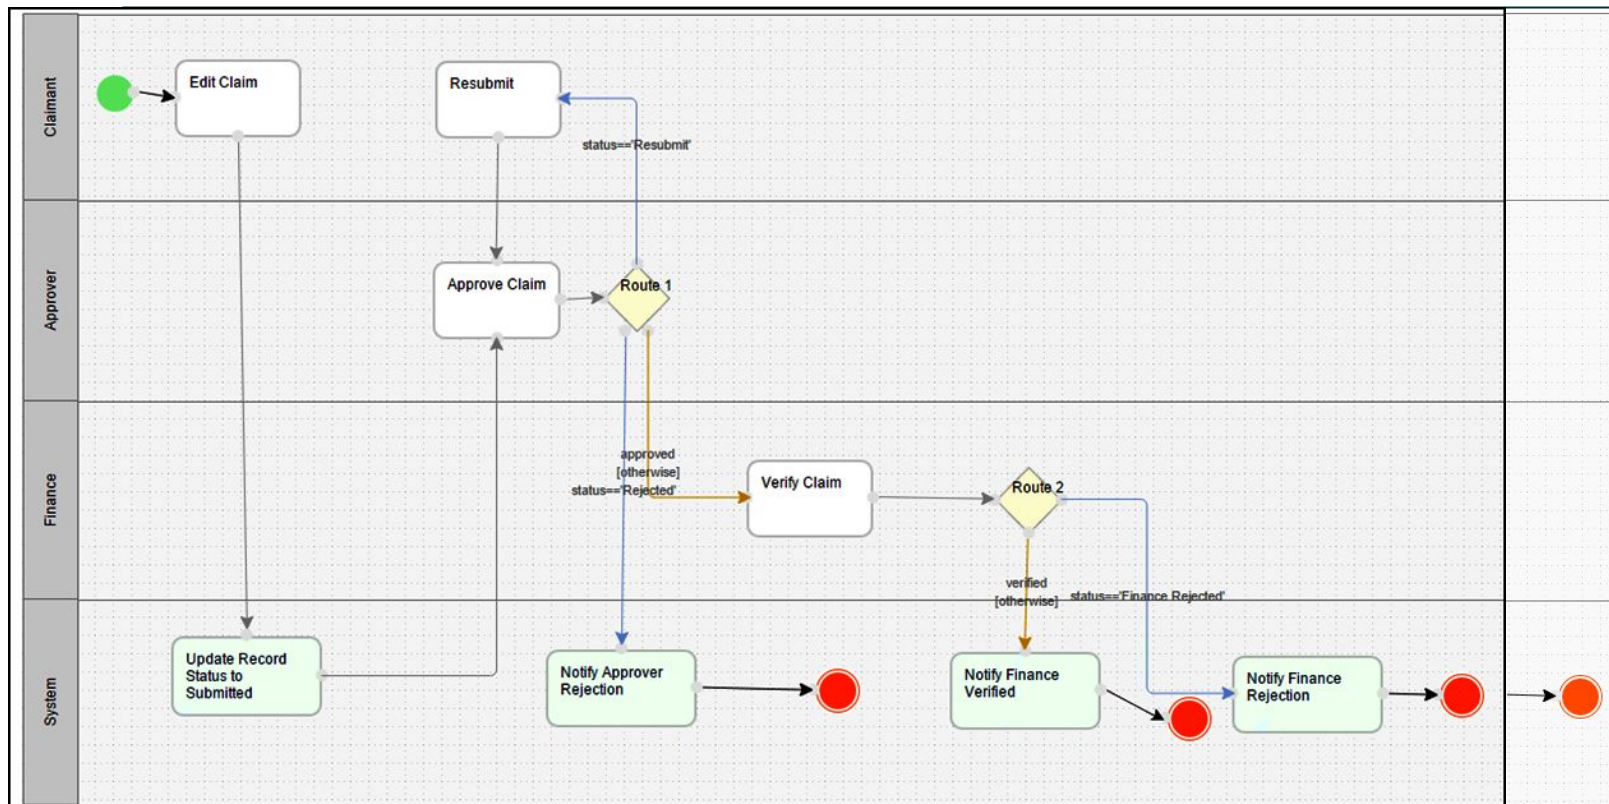 Claimant
Edit Claim
Resubmit
status=='Resubmit'
Approver
Approve Claim
Route 1
Finance
approved
[otherwise]
status=='Rejected'
Verify Claim
Route 2
verified
[otherwise]
status=='Finance Rejected'
System
Update Record
Status to
Submitted
Notify Approver
Rejection
Notify Finance
Verified
Notify Finance
Rejection